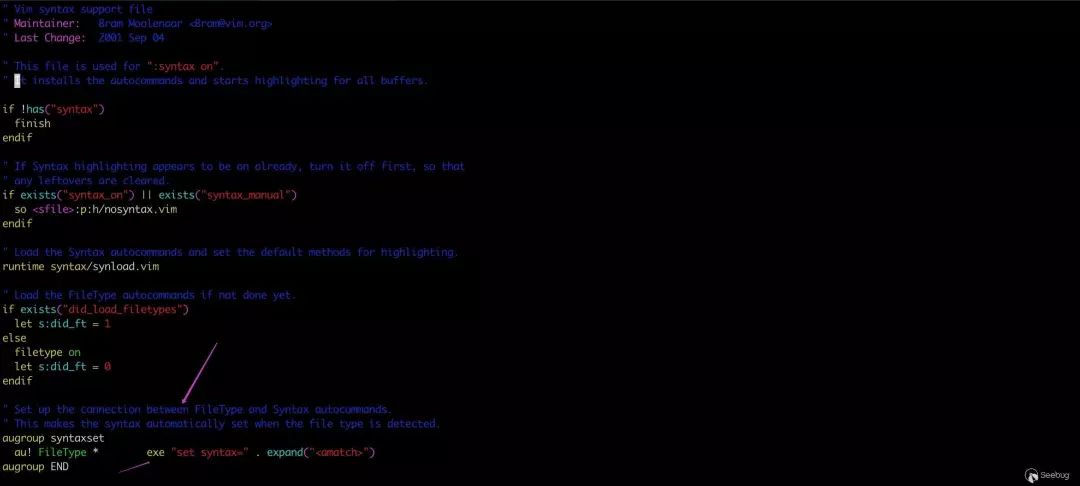 " Vim syntax support file
" Maintainer:   Bram Moolenaar <Bram@vim.org>
" Last Change:  2001 Sep 04

" This file is used for ":syntax on".
" It installs the autocommands and starts highlighting for all buffers.

if !has("syntax")
  finish
endif

" If Syntax highlighting appears to be on already, turn it off first, so that
" any leftovers are cleared.
if exists("syntax_on") || exists("syntax_manual")
  so <sfile>:p:h/nosyntax.vim
endif

" Load the Syntax autocommands and set the default methods for highlighting.
runtime syntax/synload.vim

" Load the FileType autocommands if not done yet.
if exists("did_load_filetypes")
  let s:did_ft = 1
else
  filetype on
  let s:did_ft = 0
endif

" Set up the connection between FileType and Syntax autocommands.
" This makes the syntax automatically set when the file type is detected.
augroup syntaxset
  au! FileType *        exe "set syntax=" . expand("<amatch>")
augroup END
Seebug